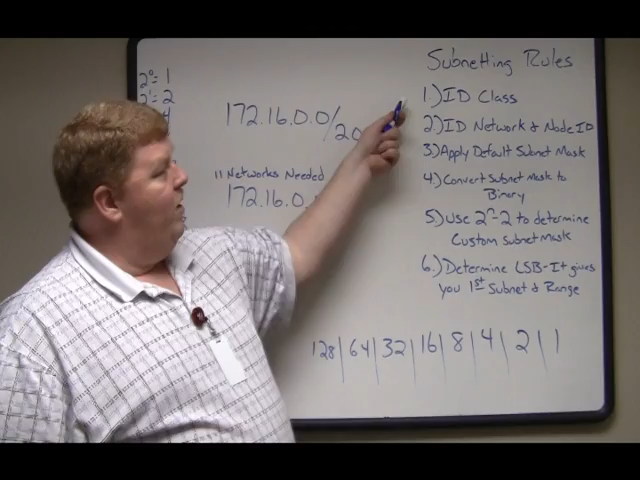 2⁰= 1
2¹= 2
4
172.16.0.0/20
11 Networks Needed
172.16.0.
Subnetting Rules
1.) ID Class
2.) ID Network & Node ID
3) Apply Default Subnet Mask
4.) Convert Subnet Mask to
Binary
5) Use 2ⁿ-2 to determine
Custom Subnet Mask
6.) Determine LSB-It gives
you 1st Subnet & Range
128|64|32|16|8|4|2|1